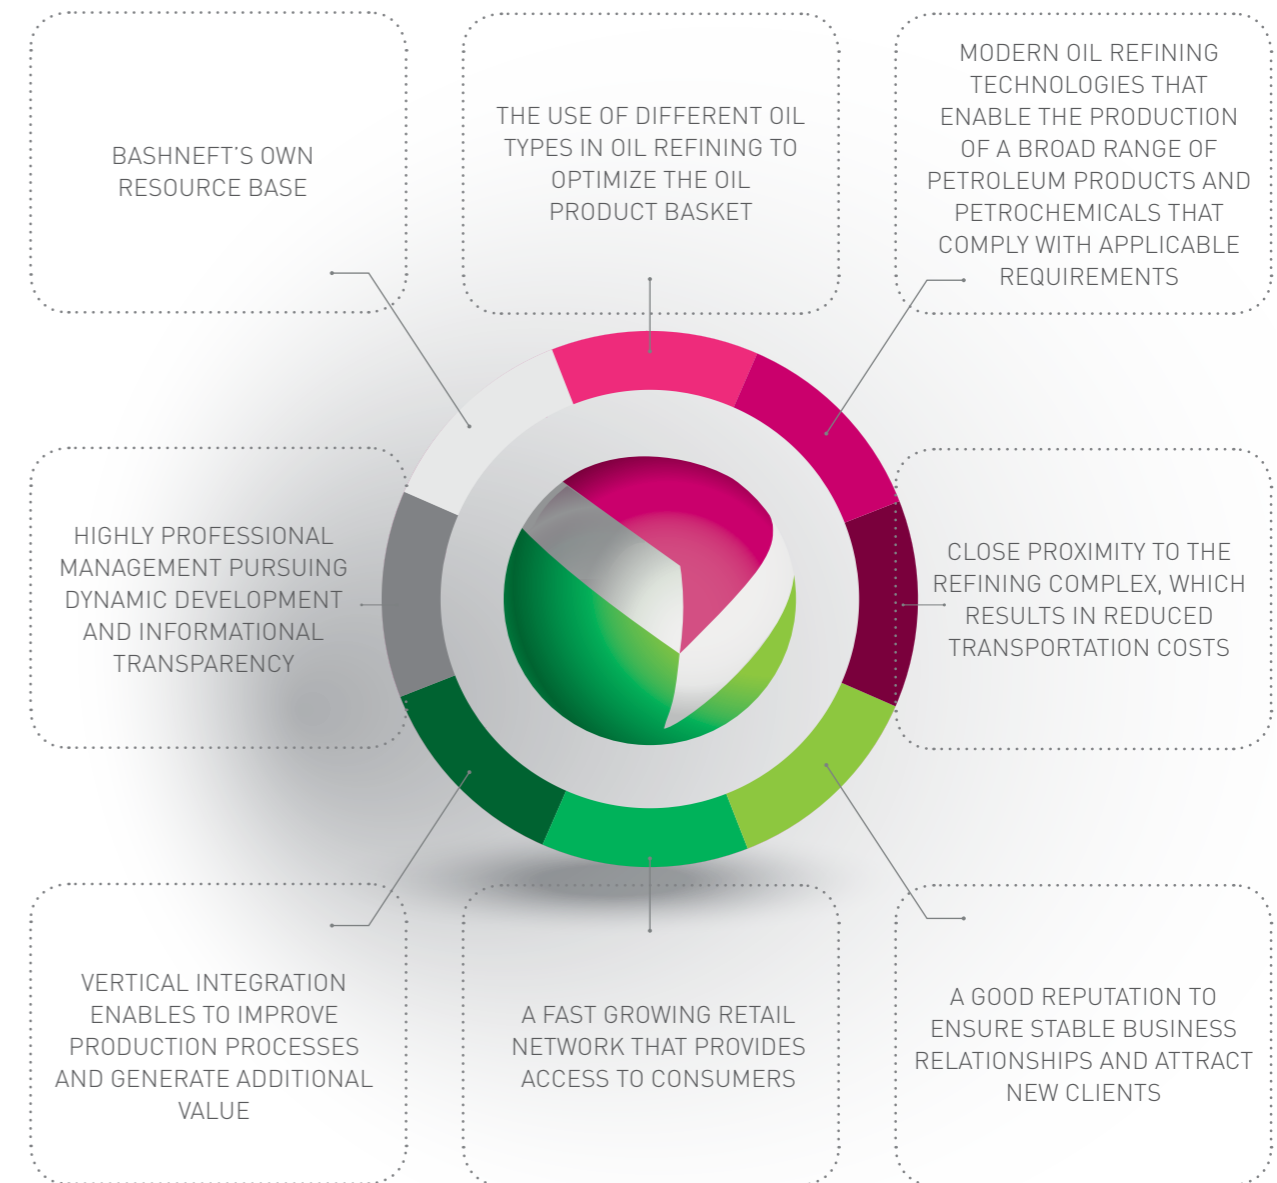 BASHNEFT'S OWN
RESOURCE BASE
THE USE OF DIFFERENT OIL
TYPES IN OIL REFINING TO
OPTIMIZE THE OIL
PRODUCT BASKET
MODERN OIL REFINING
TECHNOLOGIES THAT
ENABLE THE PRODUCTION
OF A BROAD RANGE OF
PETROLEUM PRODUCTS AND
PETROCHEMICALS THAT
COMPLY WITH APPLICABLE
REQUIREMENTS
HIGHLY PROFESSIONAL
MANAGEMENT PURSUING
DYNAMIC DEVELOPMENT
AND INFORMATIONAL
TRANSPARENCY
CLOSE PROXIMITY TO THE
REFINING COMPLEX, WHICH
RESULTS IN REDUCED
TRANSPORTATION COSTS
VERTICAL INTEGRATION
ENABLES TO IMPROVE
PRODUCTION PROCESSES
AND GENERATE ADDITIONAL
VALUE
A FAST GROWING RETAIL
NETWORK THAT PROVIDES
ACCESS TO CONSUMERS
A GOOD REPUTATION TO
ENSURE STABLE BUSINESS
RELATIONSHIPS AND ATTRACT
NEW CLIENTS